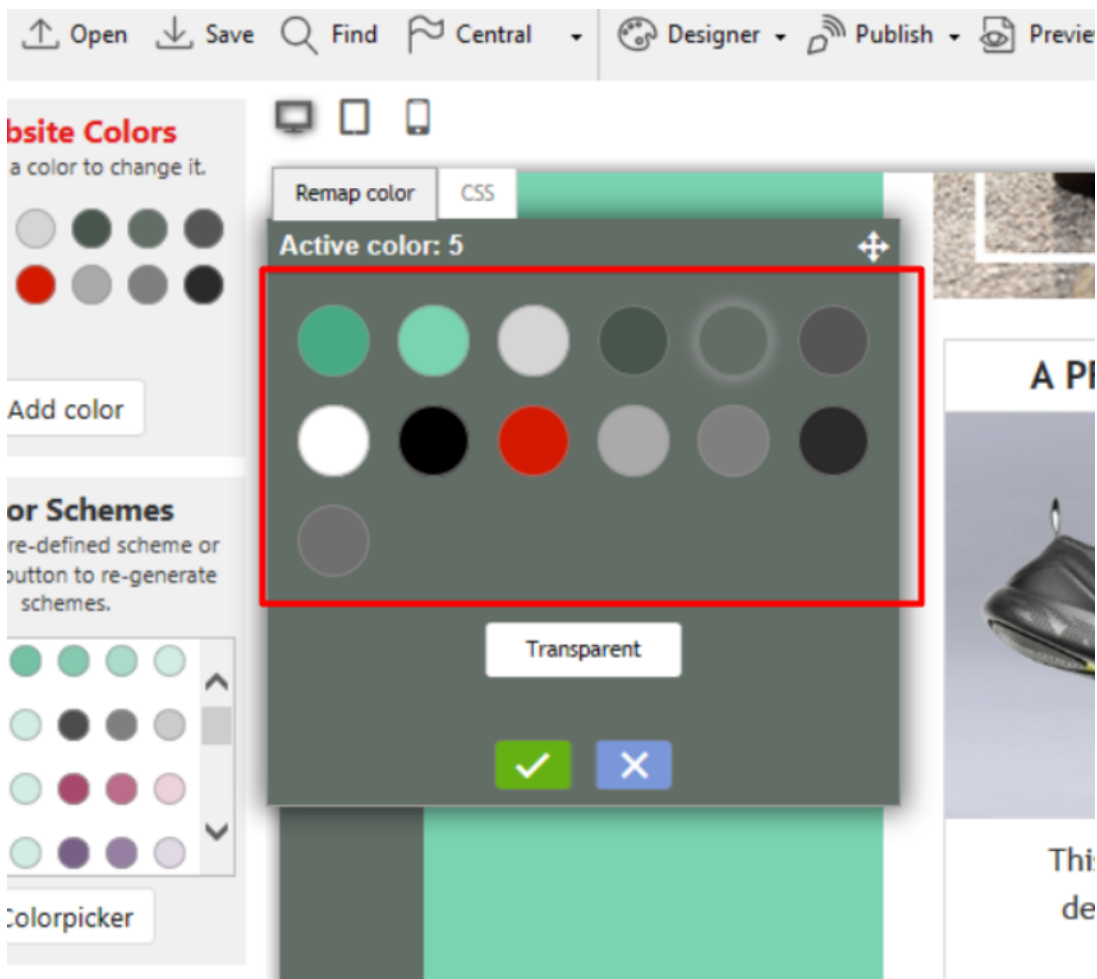 Open Save Find Central Designer Publish Previe
bsite Colors
a color to change it.
Add color
or Schemes
re-defined scheme or
button to re-generate
schemes.
Colorpicker
Remap color CSS
Active color: 5
Transparent
A PR
This
de